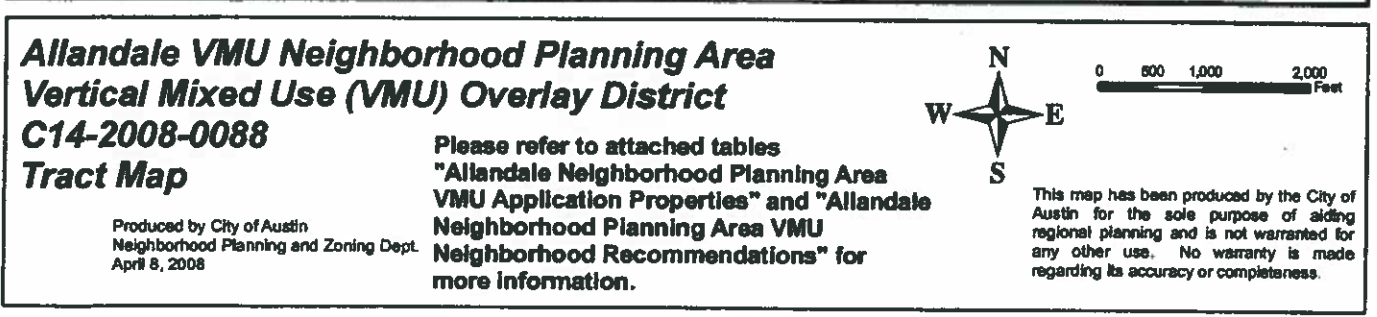 Allandale VMU Neighborhood Planning Area
Vertical Mixed Use (VMU) Overlay District
C14-2008-0088
Tract Map
Produced by City of Austin
Neighborhood Planning and Zoning Dept.
April 8, 2008
Please refer to attached tables
"Allandale Neighborhood Planning Area
VMU Application Properties" and "Allandale
Neighborhood Planning Area VMU
Neighborhood Recommendations" for
more information.
N
W E
S
0 500 1,000 2,000
Feet
This map has been produced by the City of
Austin for the sole purpose of aiding
regional planning and is not warranted for
any other use. No warranty is made
regarding its accuracy or completeness.